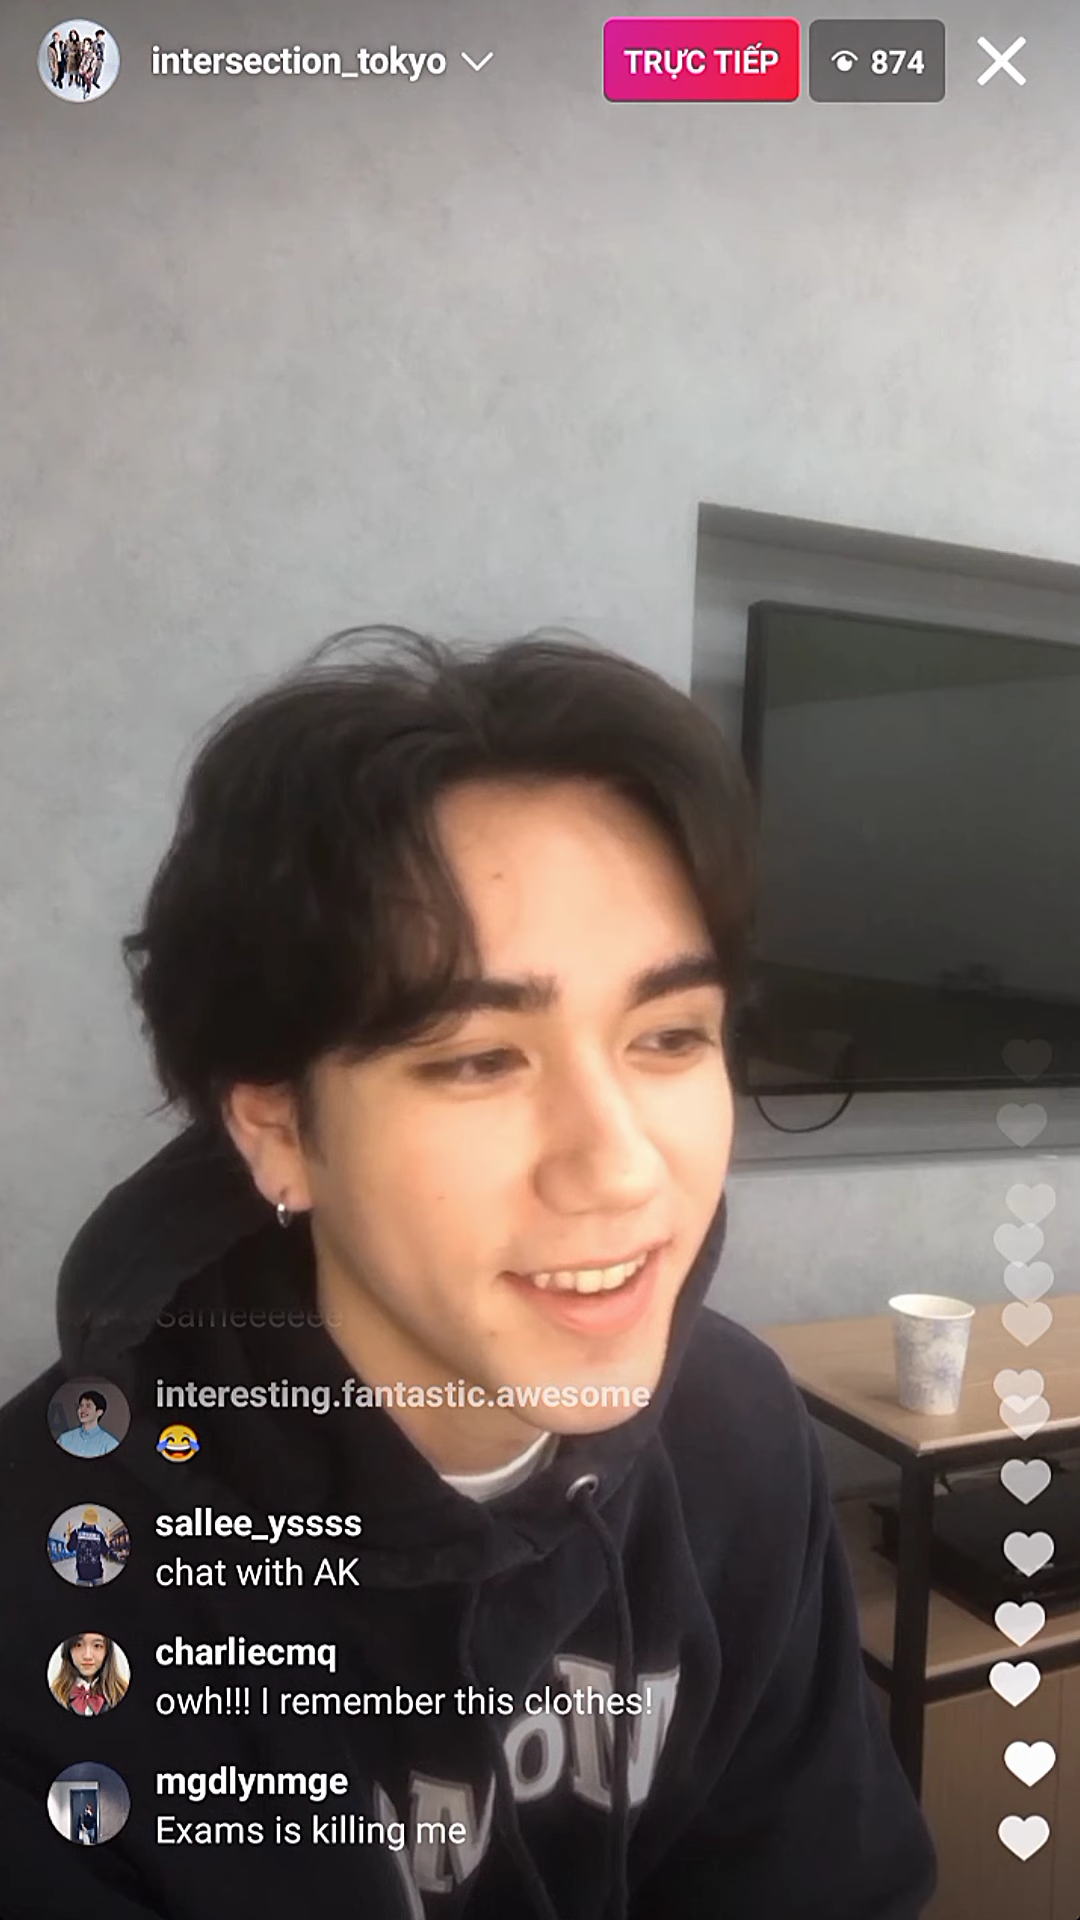 intersection_tokyo
TRỰC TIẾP
874
Sameeeeee
interesting.fantastic.awesome
😂
sallee_yssss
chat with AK
charliecmq
owh!!! I remember this clothes!
mgdlynmge
Exams is killing me